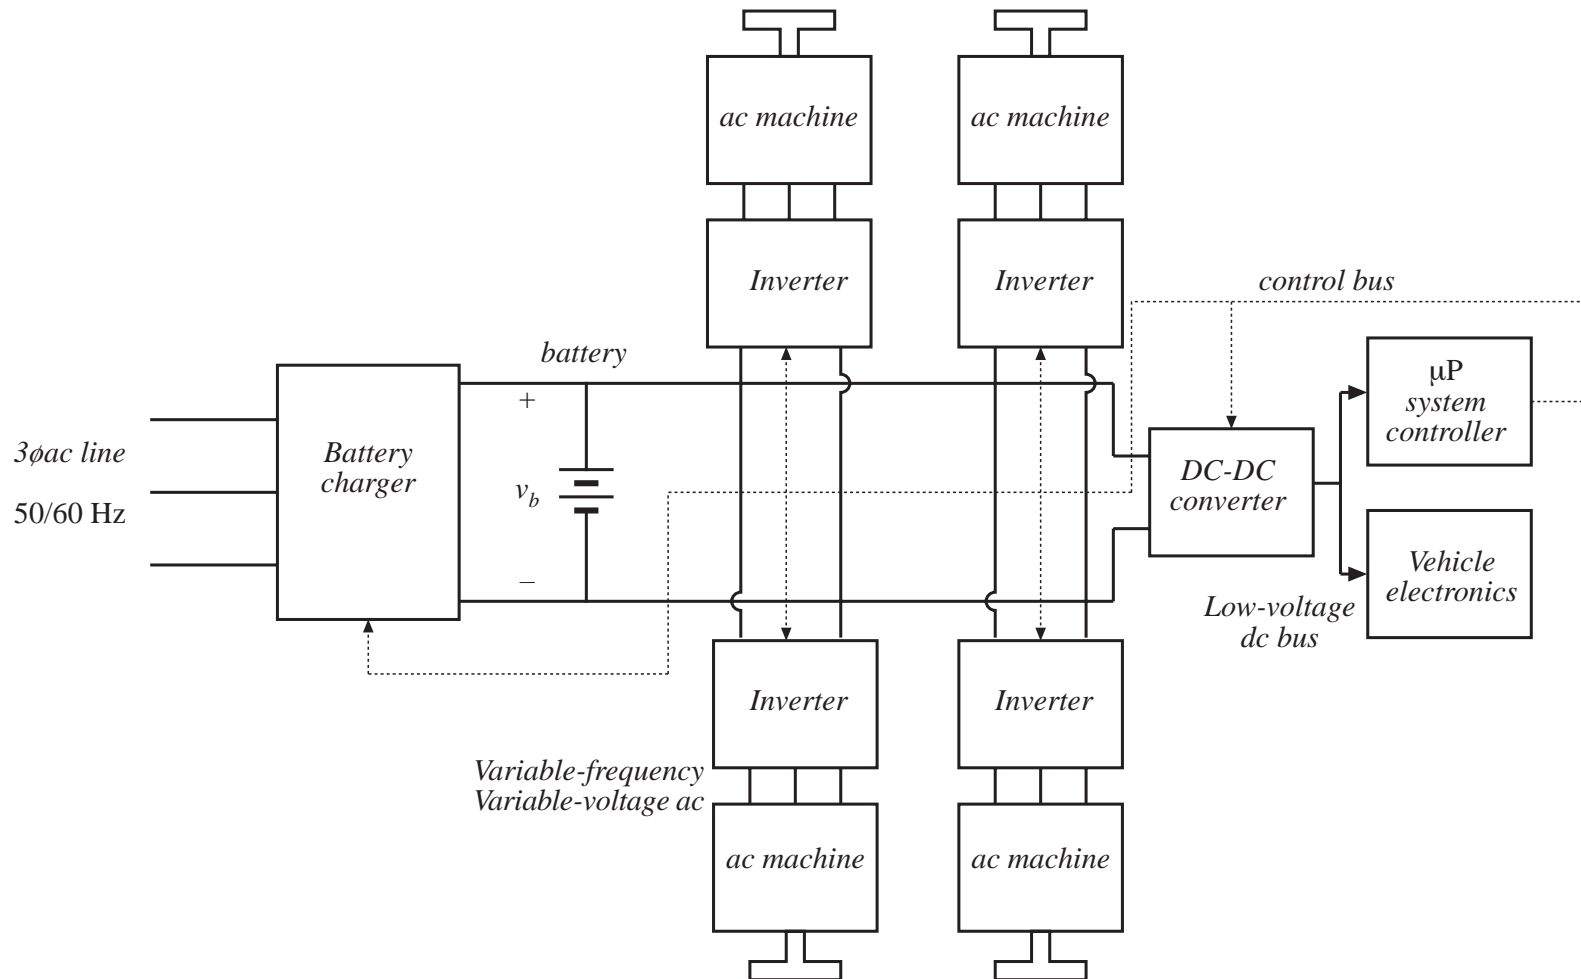 ac machine
ac machine
Inverter
Inverter
control bus
battery
µP
system
controller
3øac line
50/60 Hz
Battery
charger
+
v_b
–
DC-DC
converter
Vehicle
electronics
Low-voltage
dc bus
Inverter
Inverter
Variable-frequency
Variable-voltage ac
ac machine
ac machine